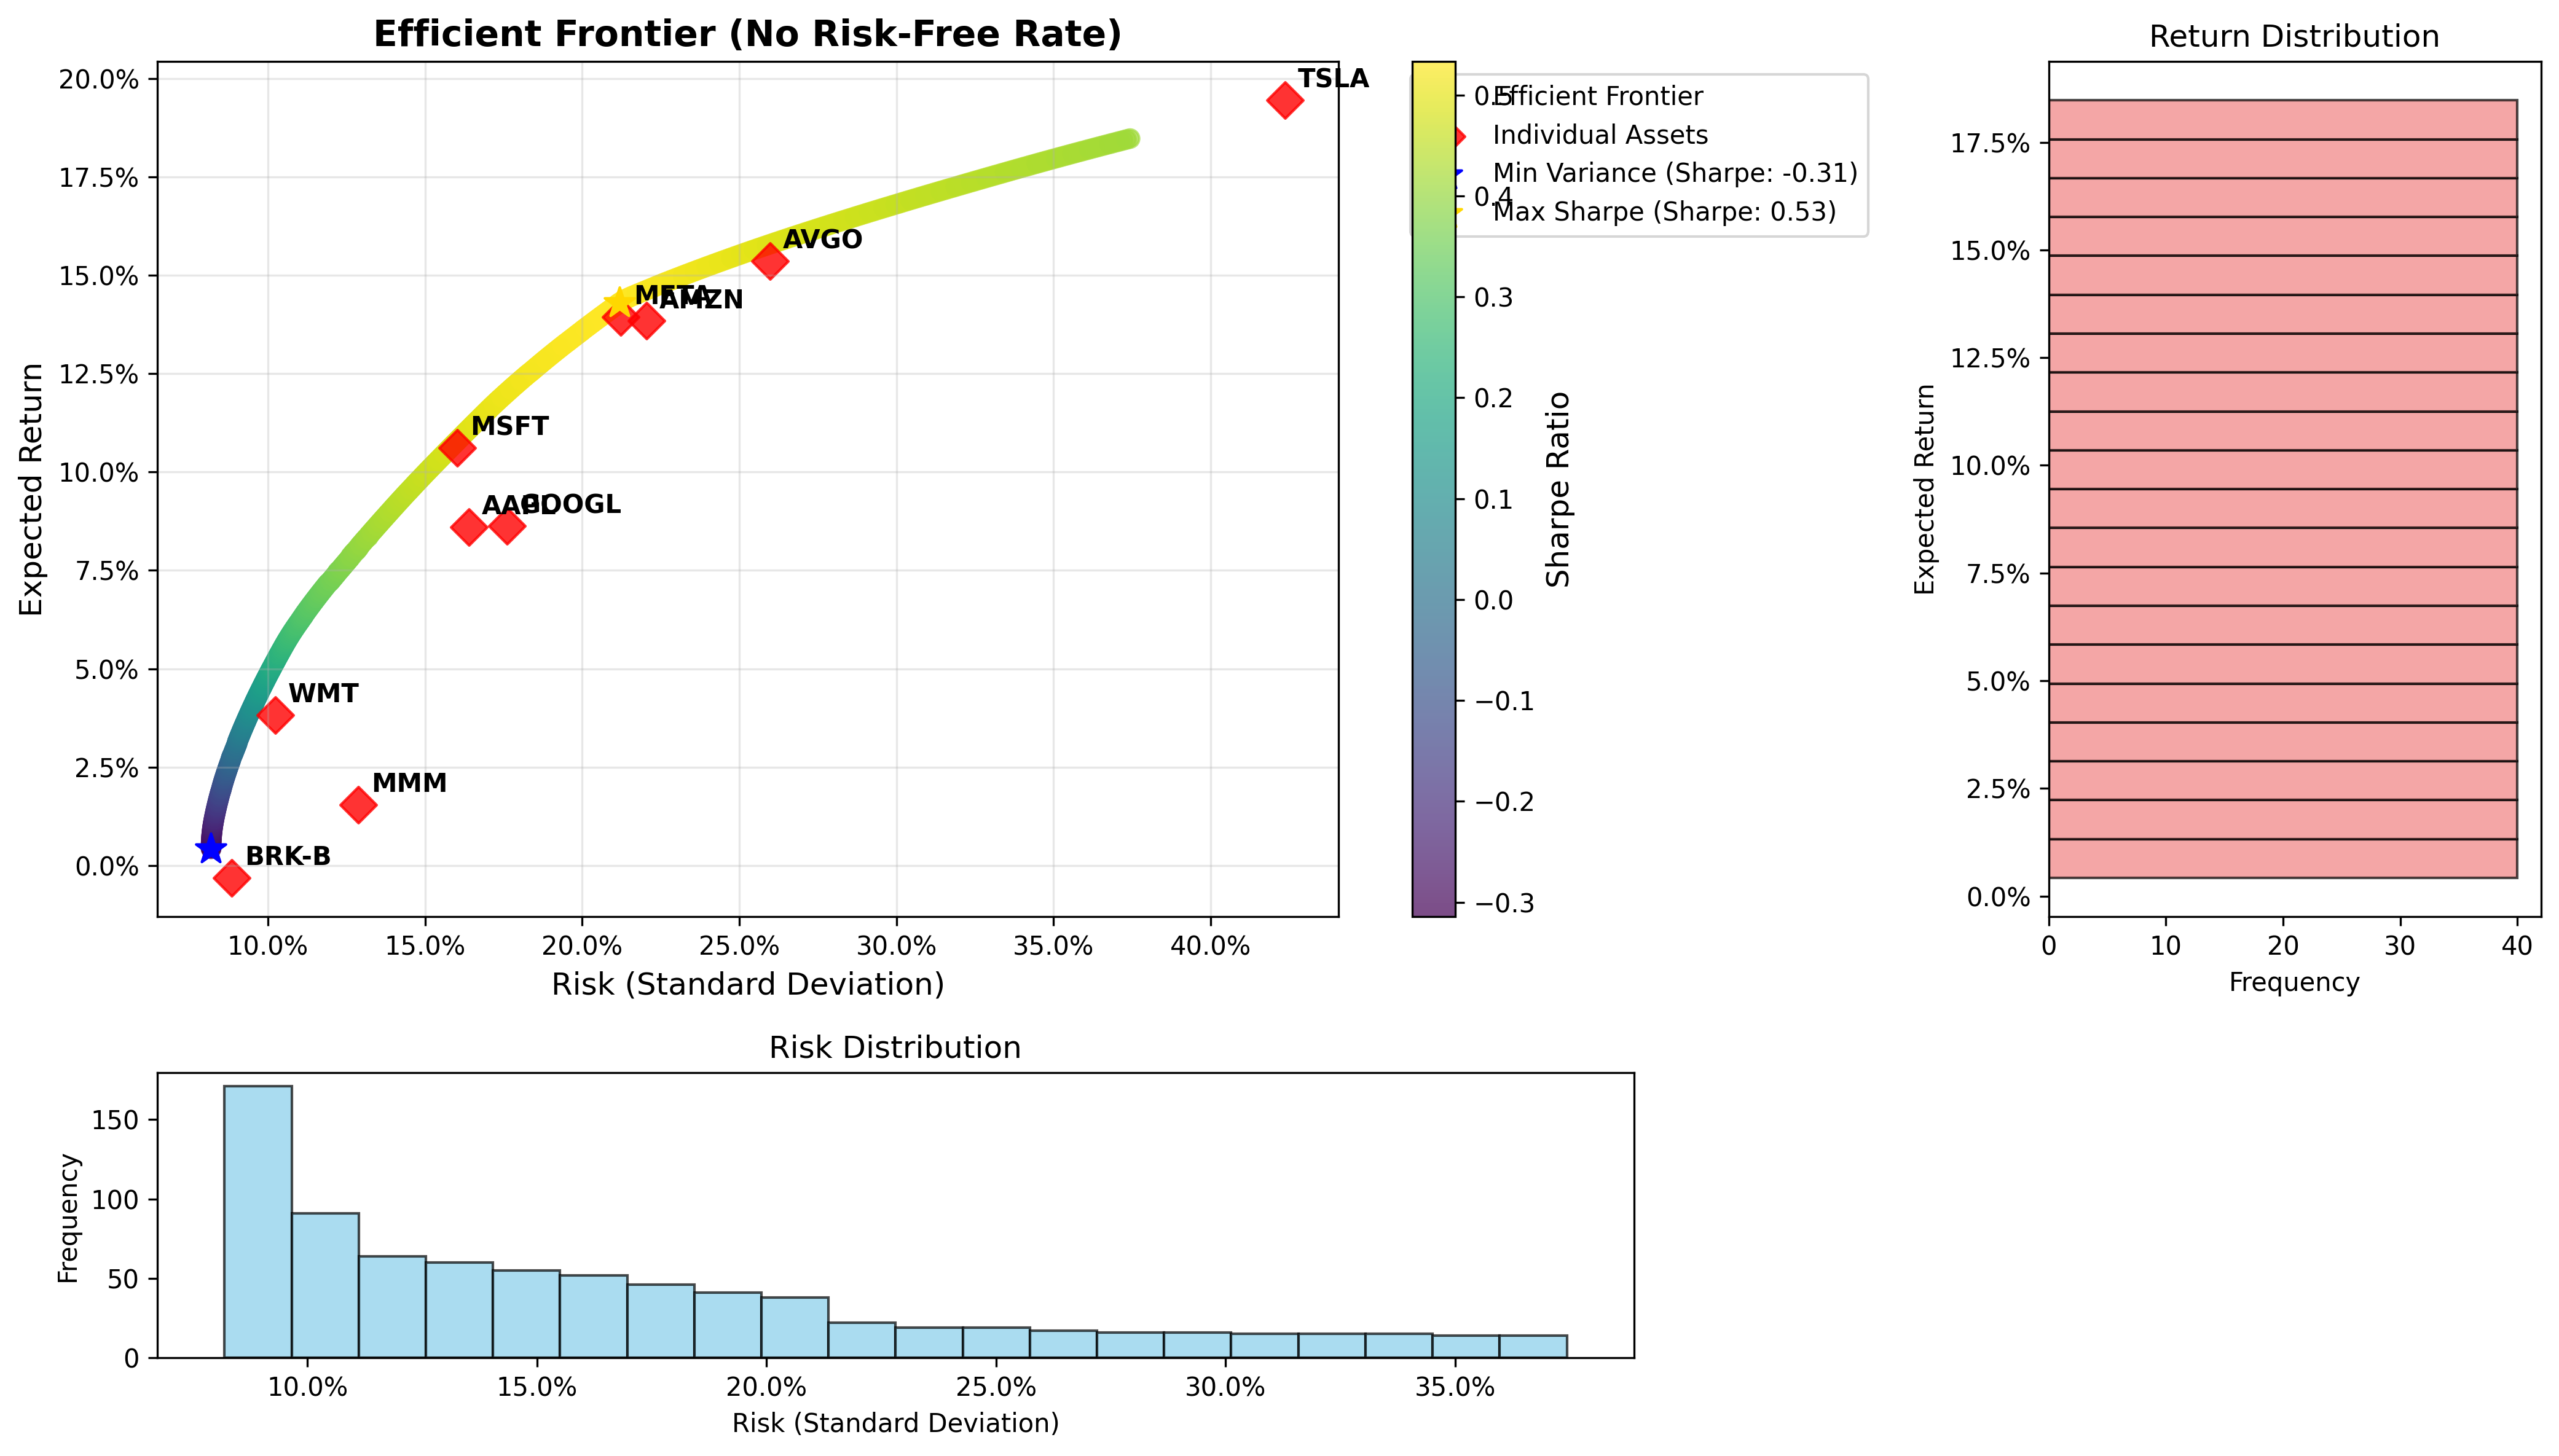 Efficient Frontier (No Risk-Free Rate)
20.0%
17.5%
15.0%
12.5%
10.0%
7.5%
5.0%
2.5%
0.0%
Expected Return
TSLA
AVGO
META
AMZN
MSFT
AAPL
GOOGL
WMT
MMM
BRK-B
10.0%
15.0%
20.0%
25.0%
30.0%
35.0%
40.0%
Risk (Standard Deviation)
0.5
0.4
0.3
0.2
0.1
0.0
−0.1
−0.2
−0.3
Sharpe Ratio
Efficient Frontier
Individual Assets
Min Variance (Sharpe: -0.31)
Max Sharpe (Sharpe: 0.53)
Return Distribution
17.5%
15.0%
12.5%
10.0%
7.5%
5.0%
2.5%
0.0%
Expected Return
0
10
20
30
40
Frequency
Risk Distribution
150
100
50
0
Frequency
10.0%
15.0%
20.0%
25.0%
30.0%
35.0%
Risk (Standard Deviation)